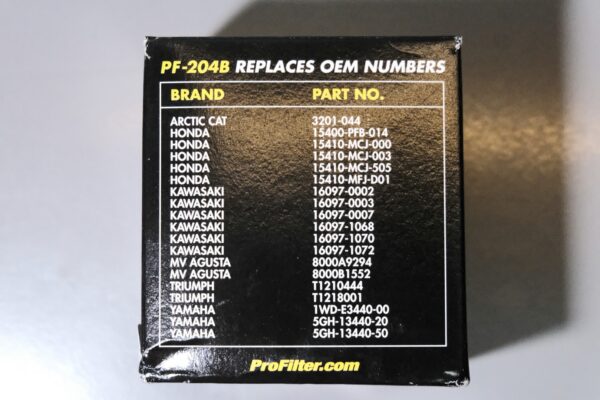 PF-204B REPLACES OEM NUMBERS
BRAND PART NO.
ARCTIC CAT 3201-044
HONDA 15400-PFB-014
HONDA 15410-MCJ-000
HONDA 15410-MCJ-003
HONDA 15410-MCJ-505
HONDA 15410-MFJ-D01
KAWASAKI 16097-0002
KAWASAKI 16097-0003
KAWASAKI 16097-0007
KAWASAKI 16097-1068
KAWASAKI 16097-1070
KAWASAKI 16097-1072
MV AGUSTA 8000A9294
MV AGUSTA 8000B1552
TRIUMPH T1210444
TRIUMPH T1218001
YAMAHA 1WD-E3440-00
YAMAHA 5GH-13440-20
YAMAHA 5GH-13440-50
ProFilter.com